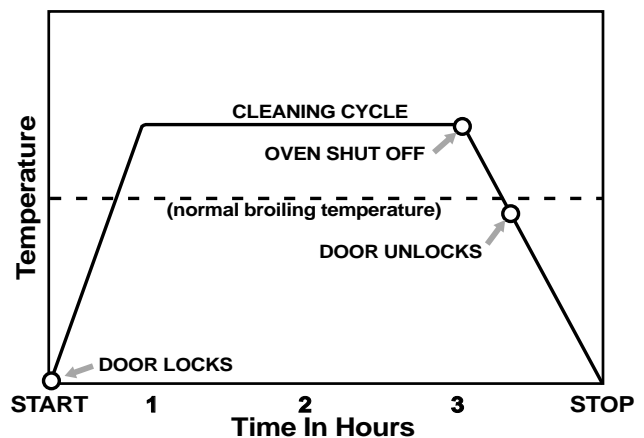 CLEANING CYCLE
OVEN SHUT OFF
(normal broiling temperature)
DOOR UNLOCKS
DOOR LOCKS
Temperature
START 1 2 3 STOP
Time In Hours